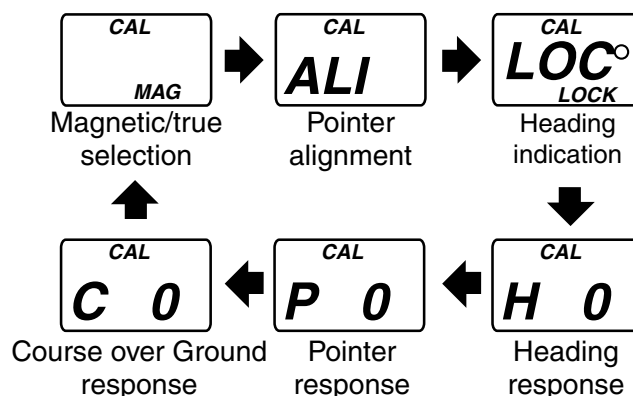 CAL
MAG
Magnetic/true
selection
CAL
ALI
Pointer
alignment
CAL
LOC°
LOCK
Heading
indication
CAL
C 0
Course over Ground
response
CAL
P 0
Pointer
response
CAL
H 0
Heading
response